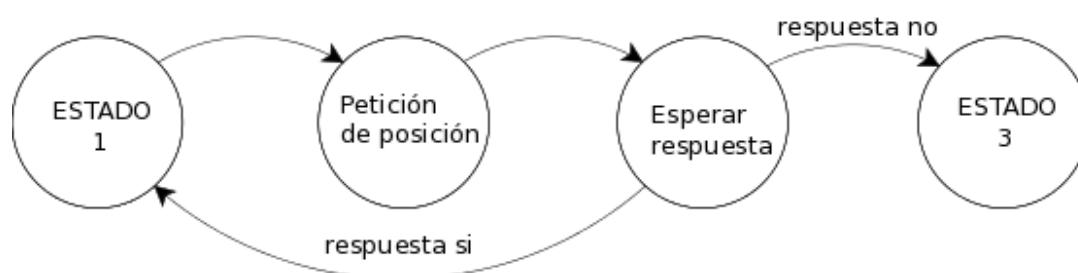 respuesta no
ESTADO
1
Petición
de posición
Esperar
respuesta
ESTADO
3
respuesta si